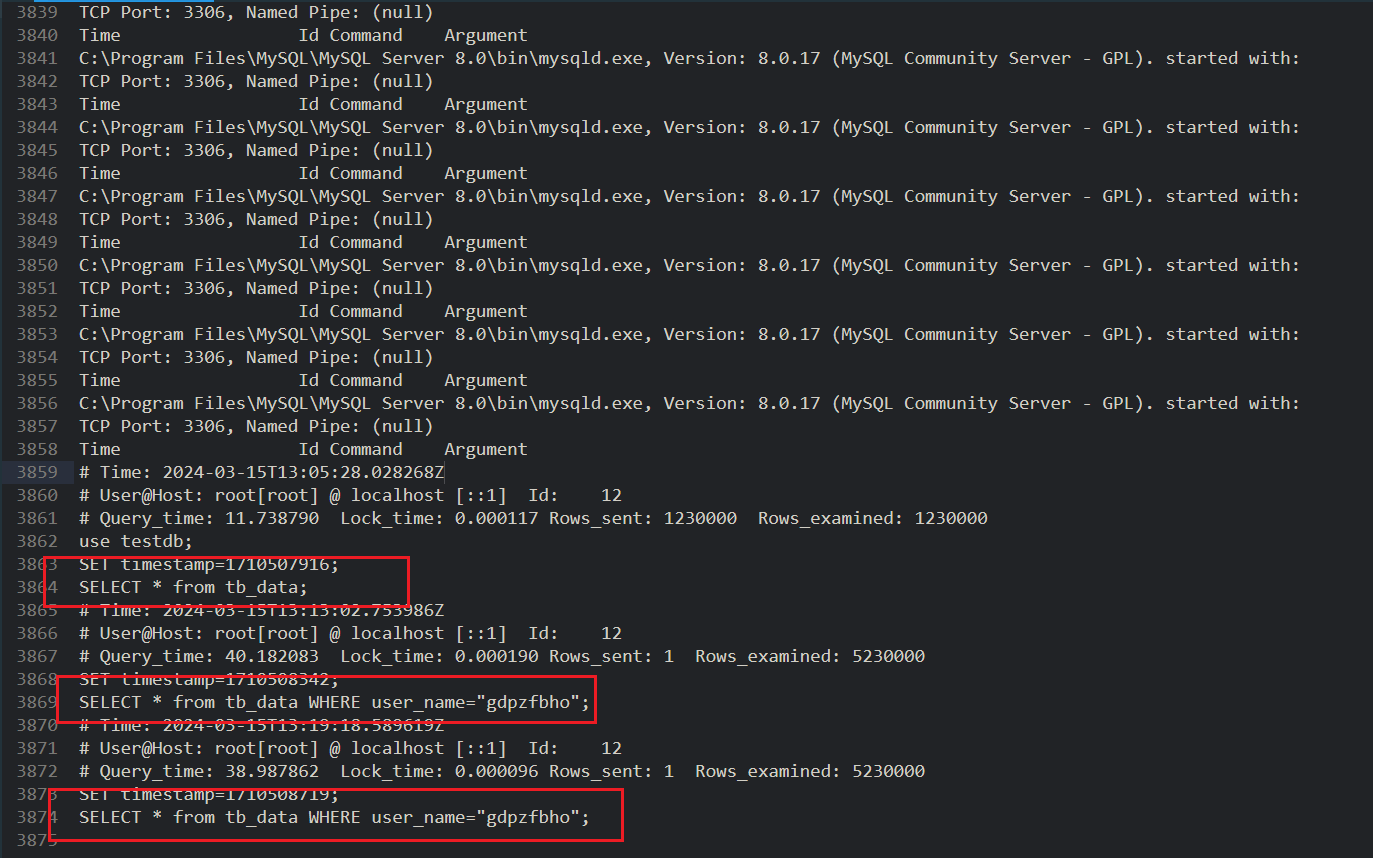 3839 TCP Port: 3306, Named Pipe: (null)
3840 Time                 Id Command    Argument
3841 C:\Program Files\MySQL\MySQL Server 8.0\bin\mysqld.exe, Version: 8.0.17 (MySQL Community Server - GPL). started with:
3842 TCP Port: 3306, Named Pipe: (null)
3843 Time                 Id Command    Argument
3844 C:\Program Files\MySQL\MySQL Server 8.0\bin\mysqld.exe, Version: 8.0.17 (MySQL Community Server - GPL). started with:
3845 TCP Port: 3306, Named Pipe: (null)
3846 Time                 Id Command    Argument
3847 C:\Program Files\MySQL\MySQL Server 8.0\bin\mysqld.exe, Version: 8.0.17 (MySQL Community Server - GPL). started with:
3848 TCP Port: 3306, Named Pipe: (null)
3849 Time                 Id Command    Argument
3850 C:\Program Files\MySQL\MySQL Server 8.0\bin\mysqld.exe, Version: 8.0.17 (MySQL Community Server - GPL). started with:
3851 TCP Port: 3306, Named Pipe: (null)
3852 Time                 Id Command    Argument
3853 C:\Program Files\MySQL\MySQL Server 8.0\bin\mysqld.exe, Version: 8.0.17 (MySQL Community Server - GPL). started with:
3854 TCP Port: 3306, Named Pipe: (null)
3855 Time                 Id Command    Argument
3856 C:\Program Files\MySQL\MySQL Server 8.0\bin\mysqld.exe, Version: 8.0.17 (MySQL Community Server - GPL). started with:
3857 TCP Port: 3306, Named Pipe: (null)
3858 Time                 Id Command    Argument
3859 # Time: 2024-03-15T13:05:28.028268Z
3860 # User@Host: root[root] @ localhost [::1]  Id:    12
3861 # Query_time: 11.738790  Lock_time: 0.000117 Rows_sent: 1230000  Rows_examined: 1230000
3862 use testdb;
3863 SET timestamp=1710507916;
3864 SELECT * from tb_data;
3865 # Time: 2024-03-15T13:13:02.753986Z
3866 # User@Host: root[root] @ localhost [::1]  Id:    12
3867 # Query_time: 40.182083  Lock_time: 0.000190 Rows_sent: 1  Rows_examined: 5230000
3868 SET timestamp=1710508342;
3869 SELECT * from tb_data WHERE user_name="gdpzfbho";
3870 # Time: 2024-03-15T13:19:18.589619Z
3871 # User@Host: root[root] @ localhost [::1]  Id:    12
3872 # Query_time: 38.987862  Lock_time: 0.000096 Rows_sent: 1  Rows_examined: 5230000
3873 SET timestamp=1710508719;
3874 SELECT * from tb_data WHERE user_name="gdpzfbho";
3875